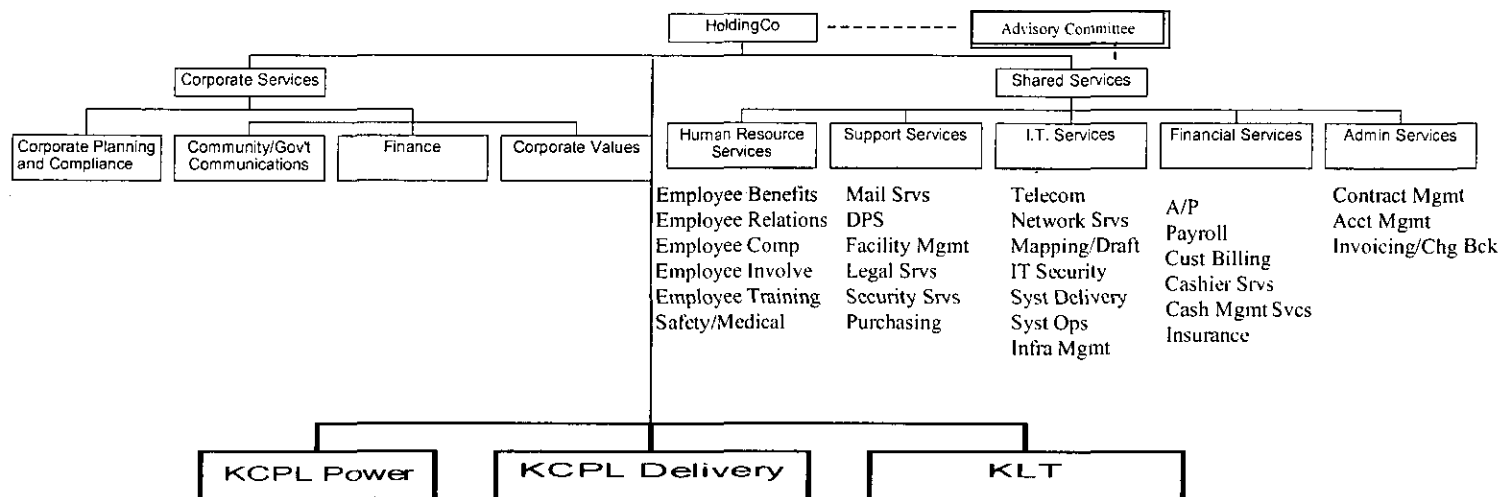 HoldingCo
Advisory Committee
Corporate Services
Shared Services
Corporate Planning
and Compliance
Community/Gov't
Communications
Finance
Corporate Values
Human Resource
Services
Support Services
I.T. Services
Financial Services
Admin Services
Employee Benefits
Employee Relations
Employee Comp
Employee Involve
Employee Training
Safety/Medical
Mail Srvs
DPS
Facility Mgmt
Legal Srvs
Security Srvs
Purchasing
Telecom
Network Srvs
Mapping/Draft
IT Security
Syst Delivery
Syst Ops
Infra Mgmt
A/P
Payroll
Cust Billing
Cashier Srvs
Cash Mgmt Svcs
Insurance
Contract Mgmt
Acct Mgmt
Invoicing/Chg Bck
KCPL Power
KCPL Delivery
KLT